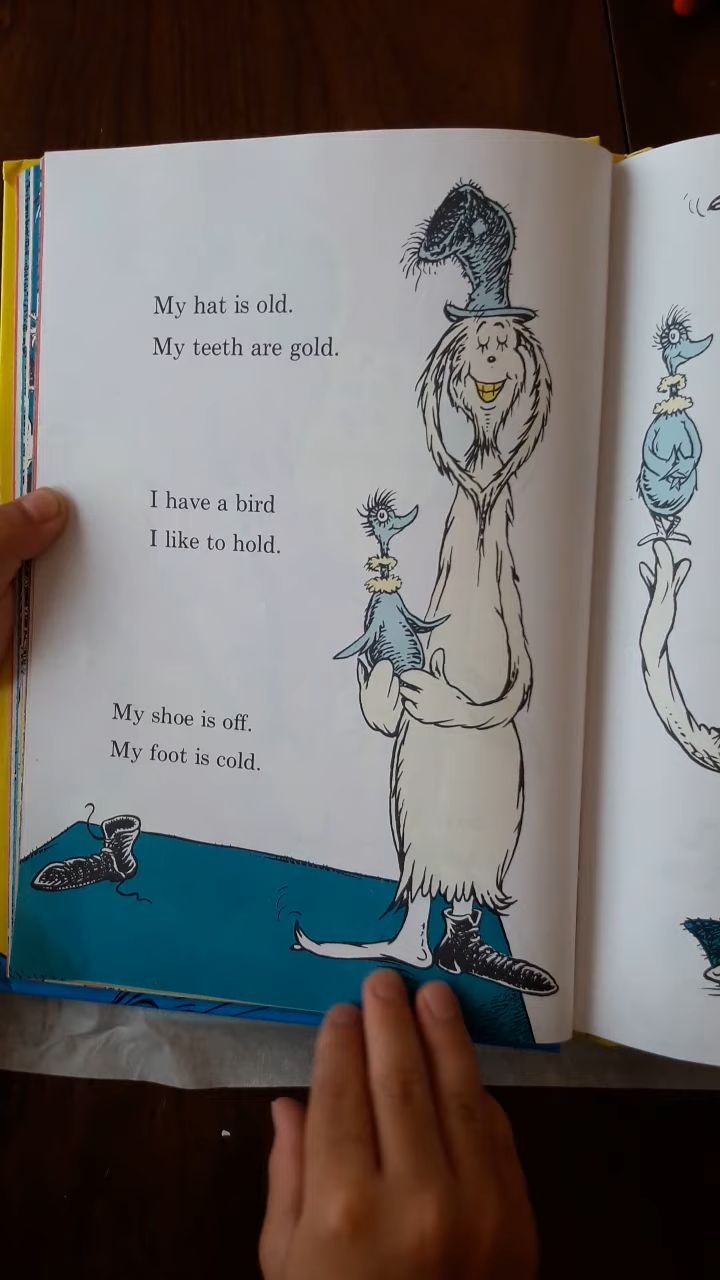 My hat is old.
My teeth are gold.
I have a bird
I like to hold.
My shoe is off.
My foot is cold.